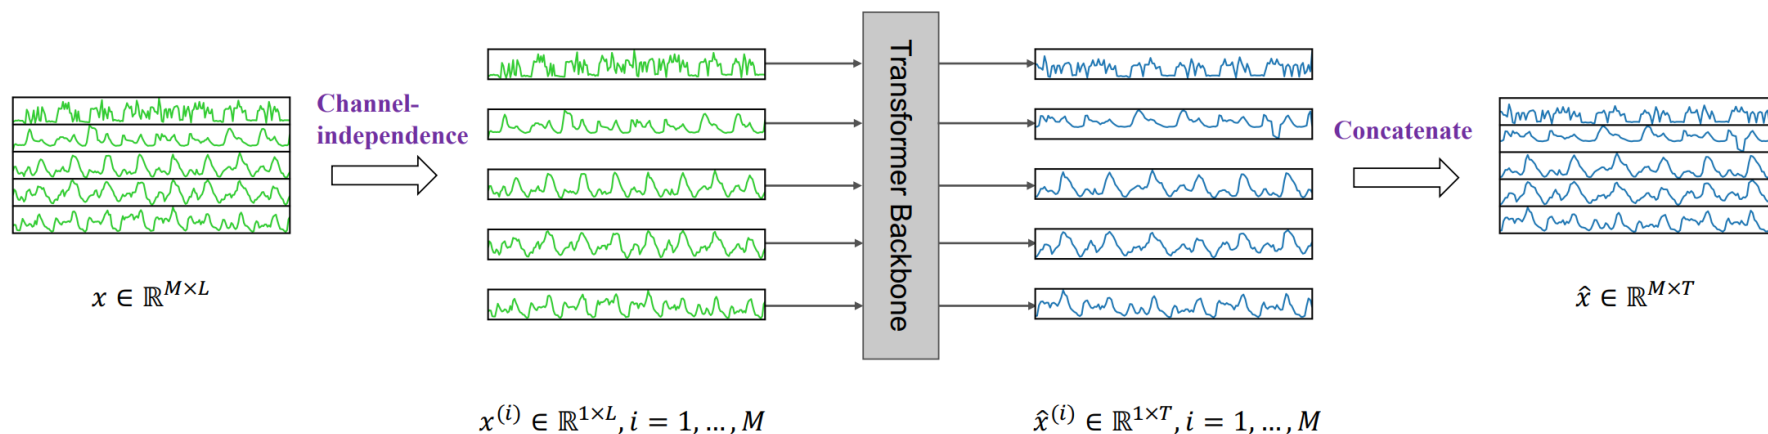 Channel-
independence
Transformer Backbone
Concatenate
x ∈ ℝ^{M×L}
x̂ ∈ ℝ^{M×T}
x^{(i)} ∈ ℝ^{1×L}, i = 1, …, M
x̂^{(i)} ∈ ℝ^{1×T}, i = 1, …, M